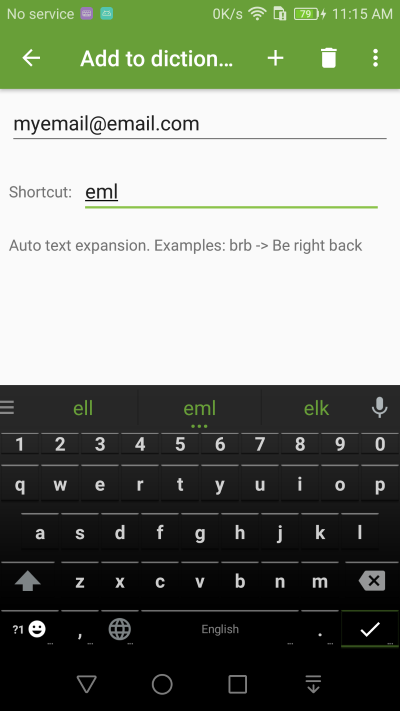 No service 0K/s 79 11:15 AM
Add to diction...
myemail@email.com
Shortcut: eml
Auto text expansion. Examples: brb -> Be right back
ell eml elk
1 2 3 4 5 6 7 8 9 0
q w e r t y u i o p
a s d f g h j k l
z x c v b n m
?1 , English .